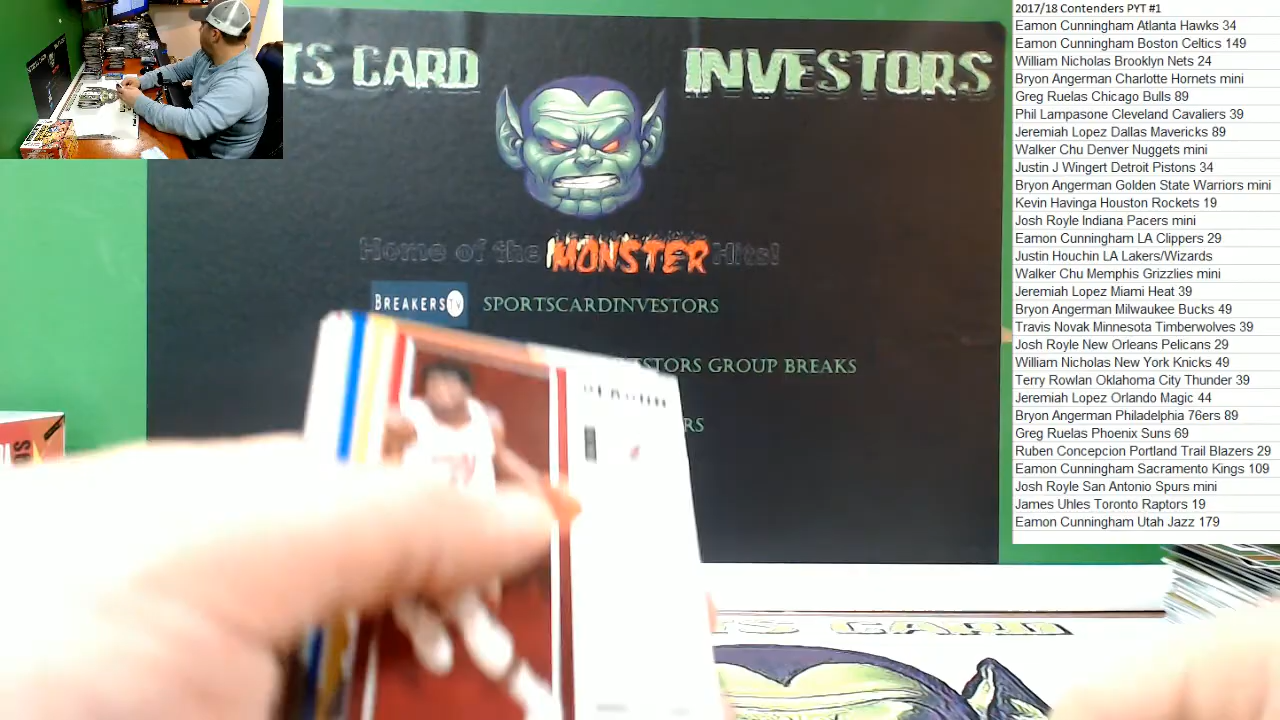 TS CARD INVESTORS
Home of the MONSTER Hits!
BREAKERSTV SPORTSCARDINVESTORS
ESTORS GROUP BREAKS
RS
TS CARD
2017/18 Contenders PYT #1
Eamon Cunningham Atlanta Hawks 34
Eamon Cunningham Boston Celtics 149
William Nicholas Brooklyn Nets 24
Bryon Angerman Charlotte Hornets mini
Greg Ruelas Chicago Bulls 89
Phil Lampasone Cleveland Cavaliers 39
Jeremiah Lopez Dallas Mavericks 89
Walker Chu Denver Nuggets mini
Justin J Wingert Detroit Pistons 34
Bryon Angerman Golden State Warriors mini
Kevin Havinga Houston Rockets 19
Josh Royle Indiana Pacers mini
Eamon Cunningham LA Clippers 29
Justin Houchin LA Lakers/Wizards
Walker Chu Memphis Grizzlies mini
Jeremiah Lopez Miami Heat 39
Bryon Angerman Milwaukee Bucks 49
Travis Novak Minnesota Timberwolves 39
Josh Royle New Orleans Pelicans 29
William Nicholas New York Knicks 49
Terry Rowlan Oklahoma City Thunder 39
Jeremiah Lopez Orlando Magic 44
Bryon Angerman Philadelphia 76ers 89
Greg Ruelas Phoenix Suns 69
Ruben Concepcion Portland Trail Blazers 29
Eamon Cunningham Sacramento Kings 109
Josh Royle San Antonio Spurs mini
James Uhles Toronto Raptors 19
Eamon Cunningham Utah Jazz 179